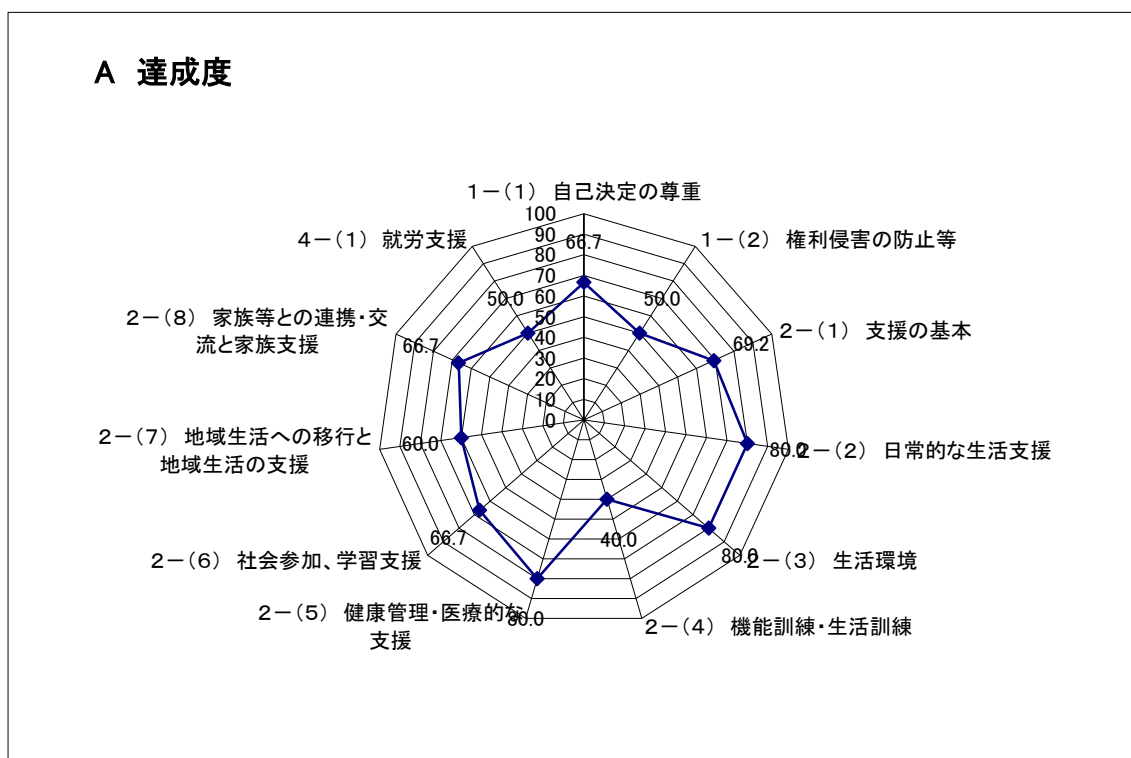 A 達成度
1-(1) 自己決定の尊重
1-(2) 権利侵害の防止等
2-(1) 支援の基本
2-(2) 日常的な生活支援
2-(3) 生活環境
2-(4) 機能訓練・生活訓練
2-(5) 健康管理・医療的な
支援
2-(6) 社会参加、学習支援
2-(7) 地域生活への移行と
地域生活の支援
2-(8) 家族等との連携・交
流と家族支援
4-(1) 就労支援
100
90
80
70
60
50
40
30
20
10
0
66.7
50.0
69.2
80.0
80.0
40.0
80.0
66.7
60.0
66.7
50.0